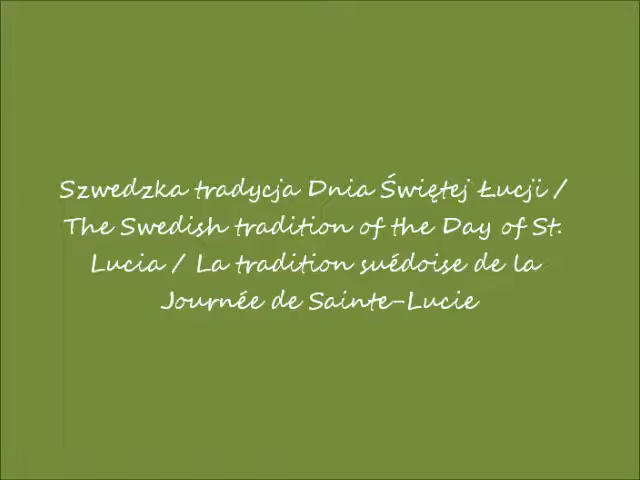 Szwedzka tradycja Dnia Świętej Łucji /
The Swedish tradition of the Day of St.
Lucia / La tradition suédoise de la
Journée de Sainte-Lucie